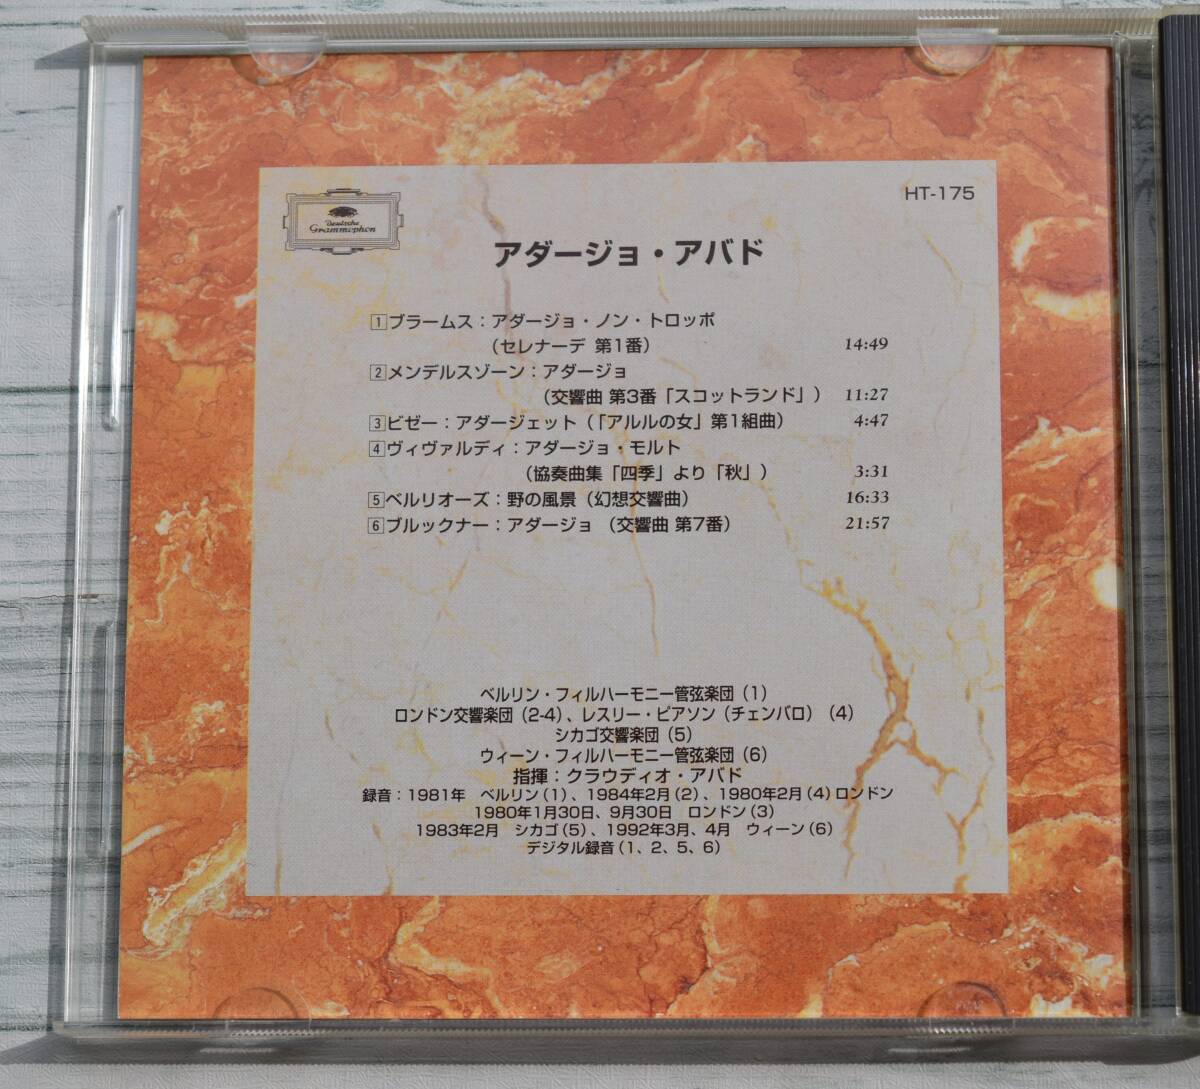 HT-175
Deutsche
Grammophon
アダージョ・アバド
1 ブラームス：アダージョ・ノン・トロッポ
（セレナーデ 第1番） 14:49
2 メンデルスゾーン：アダージョ
（交響曲 第3番「スコットランド」） 11:27
3 ビゼー：アダージェット（「アルルの女」第1組曲） 4:47
4 ヴィヴァルディ：アダージョ・モルト
（協奏曲集「四季」より「秋」） 3:31
5 ベルリオーズ：野の風景（幻想交響曲） 16:33
6 ブルックナー：アダージョ （交響曲 第7番） 21:57
ベルリン・フィルハーモニー管弦楽団（1）
ロンドン交響楽団（2-4）、レスリー・ピアソン（チェンバロ）（4）
シカゴ交響楽団（5）
ウィーン・フィルハーモニー管弦楽団（6）
指揮：クラウディオ・アバド
録音：1981年 ベルリン（1）、1984年2月（2）、1980年2月（4）ロンドン
1980年1月30日、9月30日 ロンドン（3）
1983年2月 シカゴ（5）、1992年3月、4月 ウィーン（6）
デジタル録音（1、2、5、6）